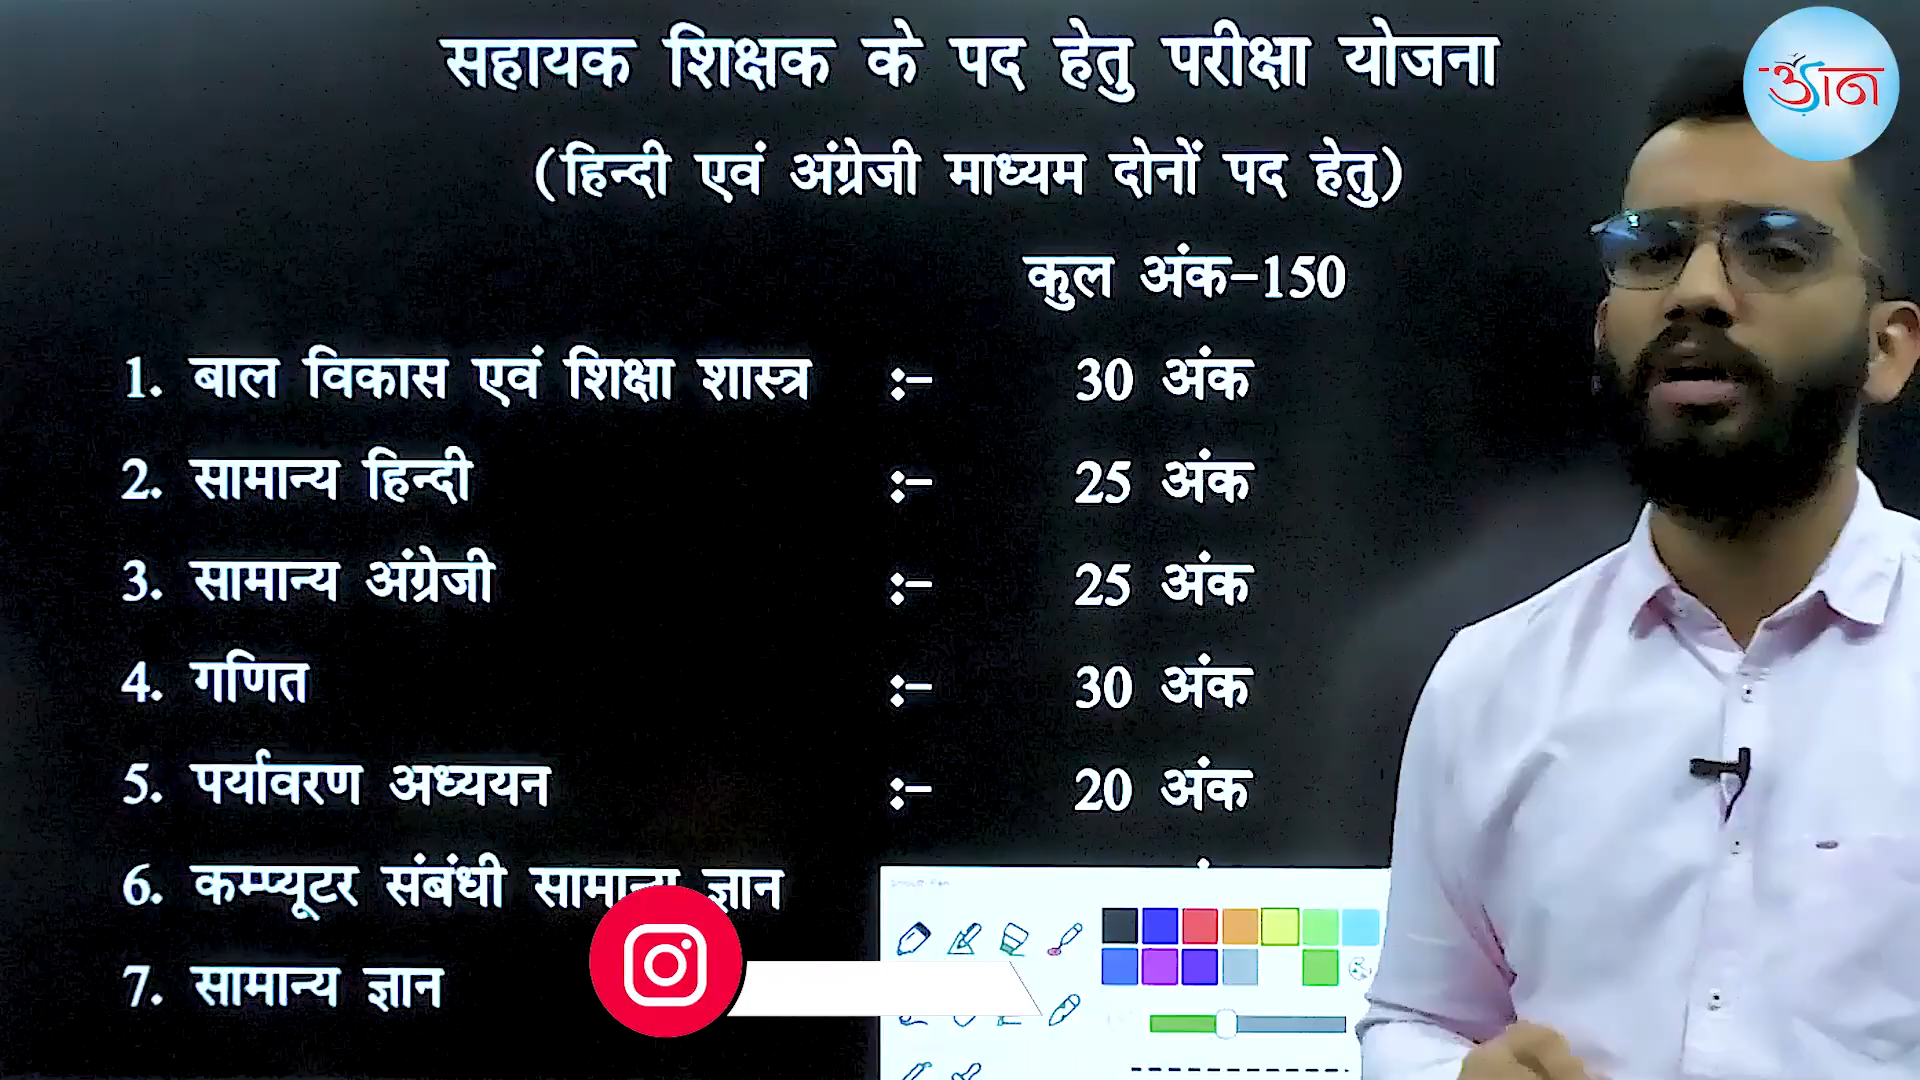 सहायक शिक्षक के पद हेतु परीक्षा योजना
(हिन्दी एवं अंग्रेजी माध्यम दोनों पद हेतु)
कुल अंक-150
1. बाल विकास एवं शिक्षा शास्त्र :- 30 अंक
2. सामान्य हिन्दी :- 25 अंक
3. सामान्य अंग्रेजी :- 25 अंक
4. गणित :- 30 अंक
5. पर्यावरण अध्ययन :- 20 अंक
6. कम्प्यूटर संबंधी सामान्य ज्ञान
7. सामान्य ज्ञान